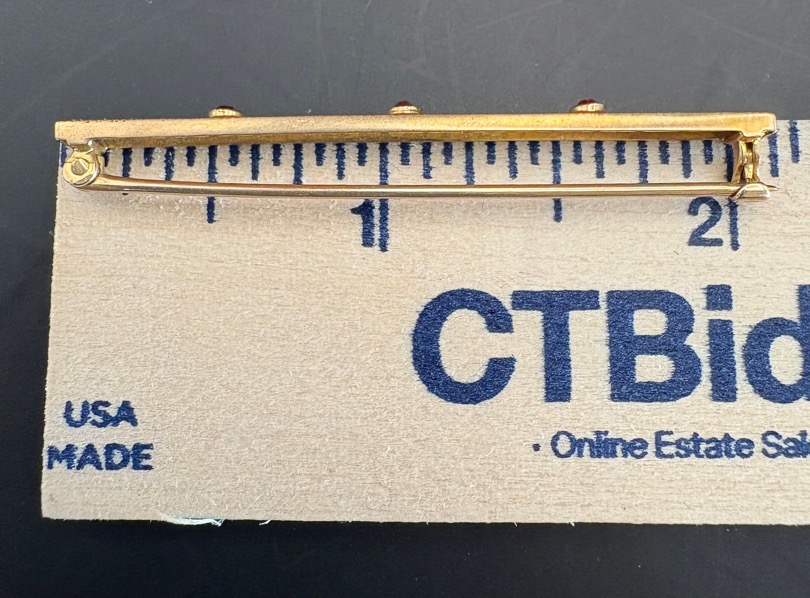 1 2
CTBid
USA
MADE
· Online Estate Sal